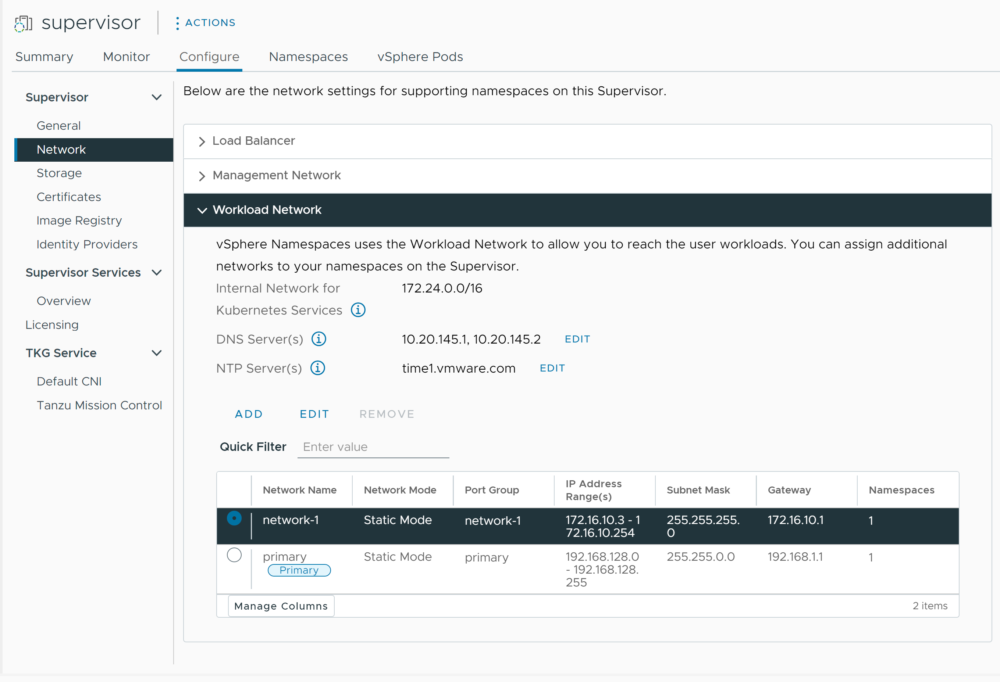 supervisor
ACTIONS
Summary Monitor Configure Namespaces vSphere Pods
Supervisor
General
Network
Storage
Certificates
Image Registry
Identity Providers
Supervisor Services
Overview
Licensing
TKG Service
Default CNI
Tanzu Mission Control
Below are the network settings for supporting namespaces on this Supervisor.
Load Balancer
Management Network
Workload Network
vSphere Namespaces uses the Workload Network to allow you to reach the user workloads. You can assign additional
networks to your namespaces on the Supervisor.
Internal Network for 172.24.0.0/16
Kubernetes Services
DNS Server(s) 10.20.145.1, 10.20.145.2 EDIT
NTP Server(s) time1.vmware.com EDIT
ADD EDIT REMOVE
Quick Filter Enter value
Network Name Network Mode Port Group IP Address Subnet Mask Gateway Namespaces
Range(s)
network-1 Static Mode network-1 172.16.10.3 - 1 255.255.255. 172.16.10.1 1
72.16.10.254 0
primary Static Mode primary 192.168.128.0 255.255.0.0 192.168.1.1 1
Primary - 192.168.128.
255
Manage Columns 2 items